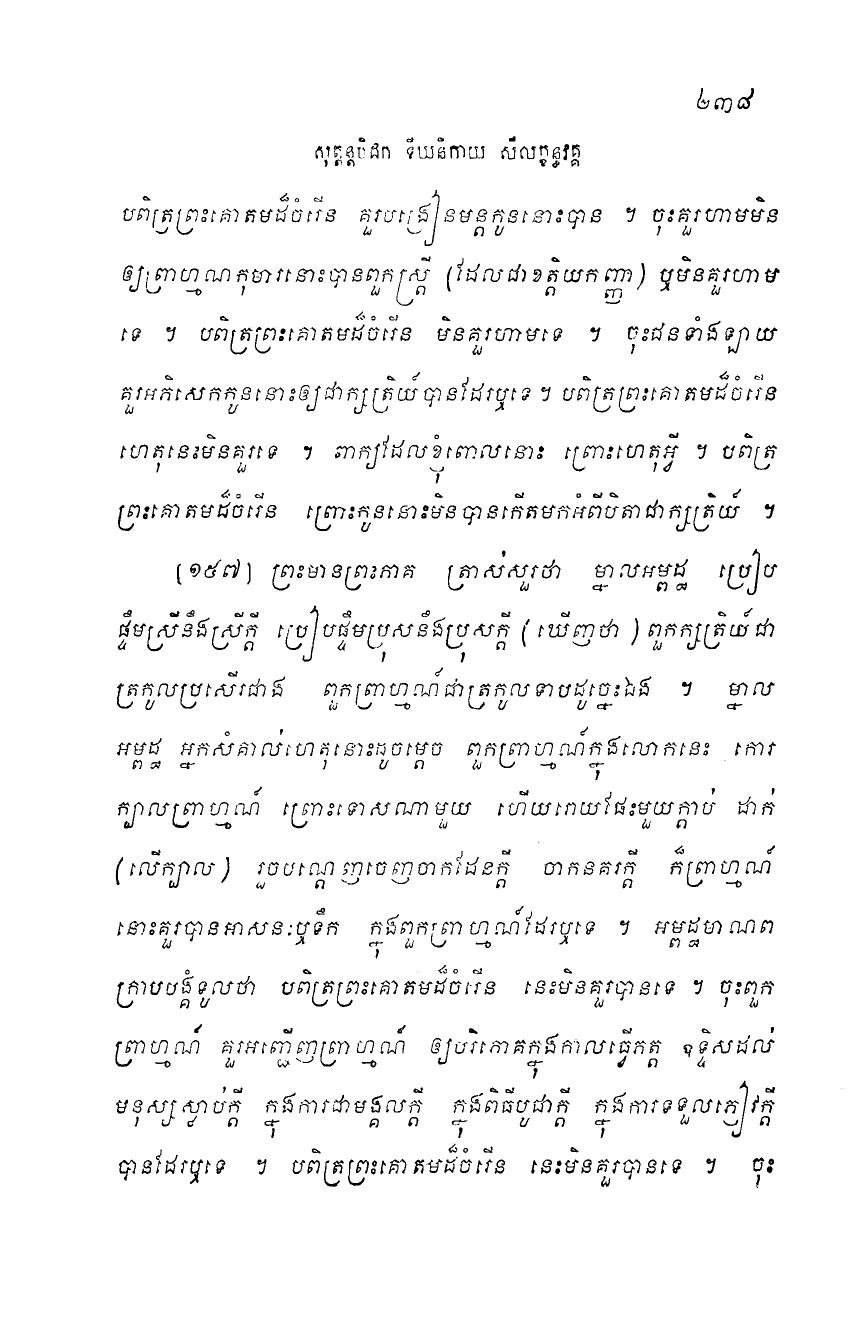 ២៣៨
សុត្តន្តបិដក ទីឃនិកាយ សីលក្ខន្ធវគ្គ
បពិត្រព្រះគោតមដ៏ចំរើន គួរបង្រៀនមន្តកូននោះបាន ។ ចុះគួរហាមមិន
ឲ្យព្រាហ្មណកុមារនោះបានពួកស្ត្រី (ដែលជាខត្តិយកញ្ញា) ឬមិនគួរហាម
ទេ ។ បពិត្រព្រះគោតមដ៏ចំរើន មិនគួរហាមទេ ។ ចុះជនទាំងឡាយ
គួរអភិសេកកូននោះឲ្យជាក្សត្រិយ៍បានដែរឬទេ ។ បពិត្រព្រះគោតមដ៏ចំរើន
ហេតុនេះមិនគួរទេ ។ ពាក្យដែលខ្ញុំពោលនោះ ព្រោះហេតុអ្វី ។ បពិត្រ
ព្រះគោតមដ៏ចំរើន ព្រោះកូននោះមិនបានកើតមកអំពីបិតាជាក្សត្រិយ៍ ។
(១៥៧) ព្រះមានព្រះភាគ ត្រាស់សួរថា ម្នាលអម្ពដ្ឋ ប្រៀប
ផ្ទឹមស្រីនឹងស្រីក្តី ប្រៀបផ្ទឹមប្រុសនឹងប្រុសក្តី (ឃើញថា) ពួកក្សត្រិយ៍ជា
ត្រកូលប្រសើរជាង ពួកព្រាហ្មណ៍ជាត្រកូលទាបដូច្នេះឯង ។ ម្នាល
អម្ពដ្ឋ អ្នកសំគាល់ហេតុនោះដូចម្តេច ពួកព្រាហ្មណ៍ក្នុងលោកនេះ កោរ
ក្បាលព្រាហ្មណ៍ ព្រោះទោសណាមួយ ហើយរោយផែះមួយក្តាប់ ដាក់
(លើក្បាល) រួចបណ្តេញចេញចាកដែនក្តី ចាកនគរក្តី ក៏ព្រាហ្មណ៍
នោះគួរបានអាសនៈឬទឹក ក្នុងពួកព្រាហ្មណ៍ដែរឬទេ ។ អម្ពដ្ឋមាណព
ក្រាបបង្គំទូលថា បពិត្រព្រះគោតមដ៏ចំរើន នេះមិនគួរបានទេ ។ ចុះពួក
ព្រាហ្មណ៍ គួរអញ្ជើញព្រាហ្មណ៍ ឲ្យបរិភោគក្នុងកាលធ្វើភត្ត ឧទ្ទិសដល់
មនុស្សស្លាប់ក្តី ក្នុងការជាមង្គលក្តី ក្នុងពិធីបូជាក្តី ក្នុងការទទួលភ្ញៀវក្តី
បានដែរឬទេ ។ បពិត្រព្រះគោតមដ៏ចំរើន នេះមិនគួរបានទេ ។ ចុះ